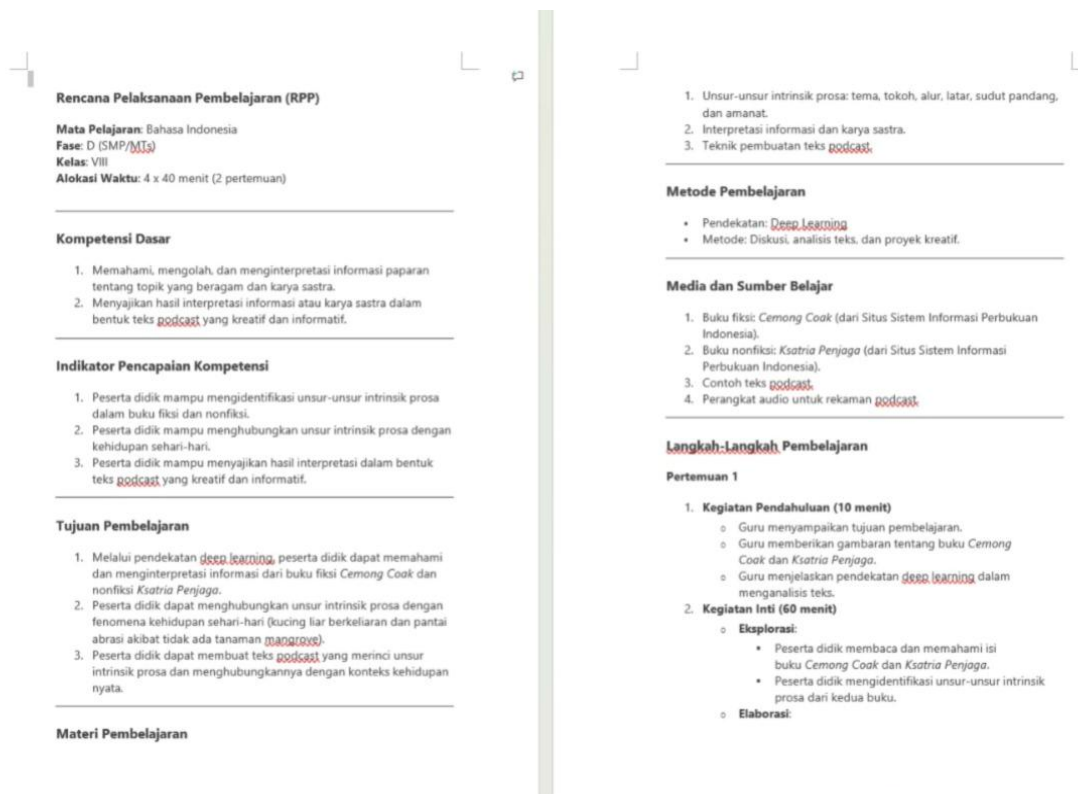 Rencana Pelaksanaan Pembelajaran (RPP)
Mata Pelajaran: Bahasa Indonesia
Fase: D (SMP/MTs)
Kelas: VIII
Alokasi Waktu: 4 x 40 menit (2 pertemuan)
Kompetensi Dasar
1. Memahami, mengolah, dan menginterpretasi informasi paparan
tentang topik yang beragam dan karya sastra.
2. Menyajikan hasil interpretasi informasi atau karya sastra dalam
bentuk teks podcast yang kreatif dan informatif.
Indikator Pencapaian Kompetensi
1. Peserta didik mampu mengidentifikasi unsur-unsur intrinsik prosa
dalam buku fiksi dan nonfiksi.
2. Peserta didik mampu menghubungkan unsur intrinsik prosa dengan
kehidupan sehari-hari.
3. Peserta didik mampu menyajikan hasil interpretasi dalam bentuk
teks podcast yang kreatif dan informatif.
Tujuan Pembelajaran
1. Melalui pendekatan deep learning, peserta didik dapat memahami
dan menginterpretasi informasi dari buku fiksi Cemong Coak dan
nonfiksi Ksatria Penjaga.
2. Peserta didik dapat menghubungkan unsur intrinsik prosa dengan
fenomena kehidupan sehari-hari (kucing liar berkeliaran dan pantai
abrasi akibat tidak ada tanaman mangrove).
3. Peserta didik dapat membuat teks podcast yang merinci unsur
intrinsik prosa dan menghubungkannya dengan konteks kehidupan
nyata.
Materi Pembelajaran
1. Unsur-unsur intrinsik prosa: tema, tokoh, alur, latar, sudut pandang,
dan amanat.
2. Interpretasi informasi dan karya sastra.
3. Teknik pembuatan teks podcast.
Metode Pembelajaran
• Pendekatan: Deep Learning
• Metode: Diskusi, analisis teks, dan proyek kreatif.
Media dan Sumber Belajar
1. Buku fiksi: Cemong Coak (dari Situs Sistem Informasi Perbukuan
Indonesia).
2. Buku nonfiksi: Ksatria Penjaga (dari Situs Sistem Informasi
Perbukuan Indonesia).
3. Contoh teks podcast.
4. Perangkat audio untuk rekaman podcast.
Langkah-Langkah Pembelajaran
Pertemuan 1
1. Kegiatan Pendahuluan (10 menit)
o Guru menyampaikan tujuan pembelajaran.
o Guru memberikan gambaran tentang buku Cemong
Coak dan Ksatria Penjaga.
o Guru menjelaskan pendekatan deep learning dalam
menganalisis teks.
2. Kegiatan Inti (60 menit)
o Eksplorasi:
▪ Peserta didik membaca dan memahami isi
buku Cemong Coak dan Ksatria Penjaga.
▪ Peserta didik mengidentifikasi unsur-unsur intrinsik
prosa dari kedua buku.
o Elaborasi: